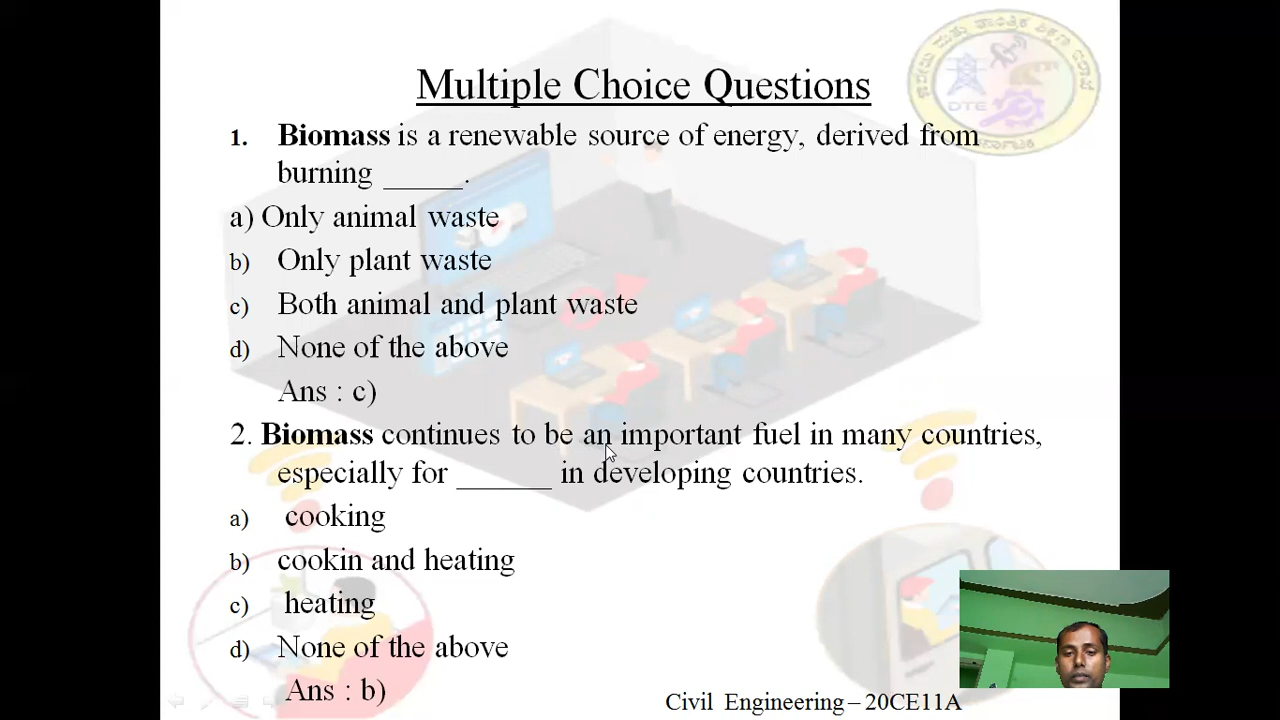 Multiple Choice Questions
1. Biomass is a renewable source of energy, derived from
burning _____.
a) Only animal waste
b) Only plant waste
c) Both animal and plant waste
d) None of the above
Ans : c)
2. Biomass continues to be an important fuel in many countries,
especially for ______ in developing countries.
a) cooking
b) cookin and heating
c) heating
d) None of the above
Ans : b)
Civil Engineering – 20CE11A
DTE